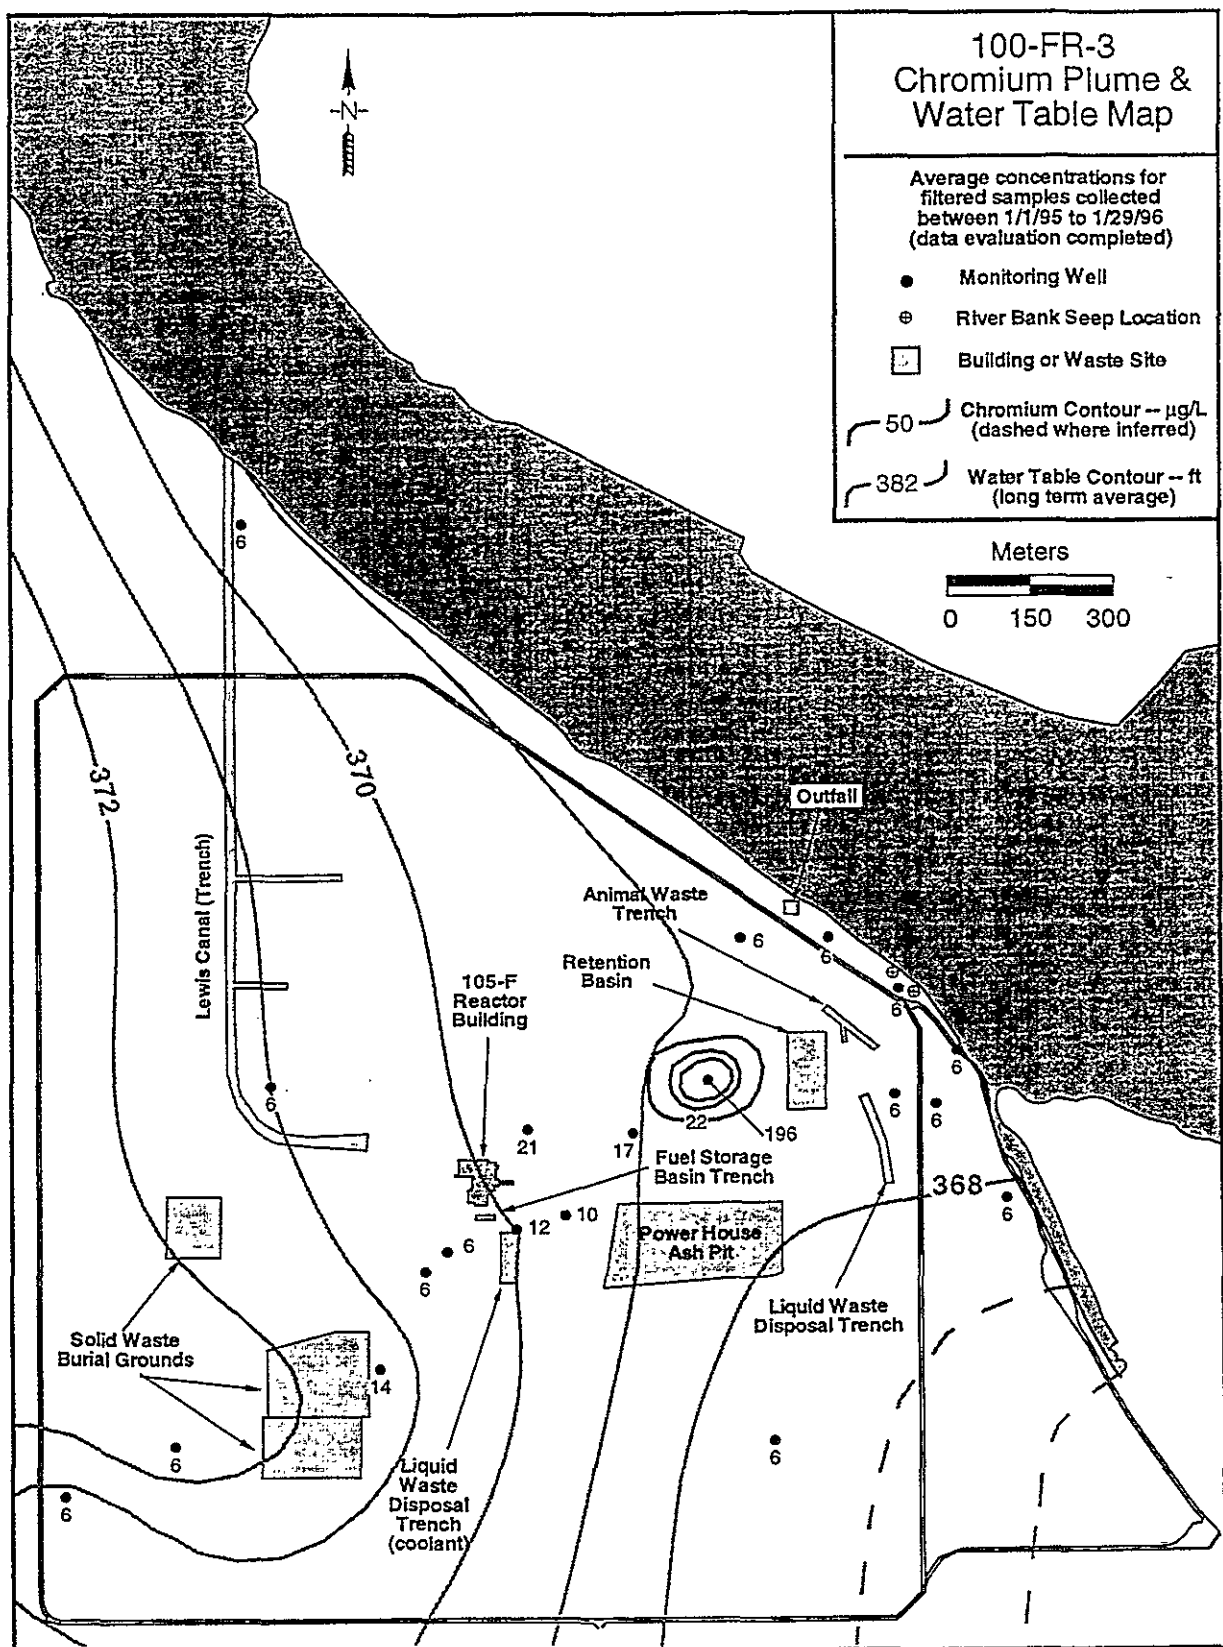 100-FR-3
Chromium Plume &
Water Table Map
Average concentrations for
filtered samples collected
between 1/1/95 to 1/29/96
(data evaluation completed)
Monitoring Well
River Bank Seep Location
Building or Waste Site
50
Chromium Contour -- µg/L
(dashed where inferred)
382
Water Table Contour -- ft
(long term average)
Meters
0 150 300
N
6
372
370
Lewis Canal (Trench)
Outfall
Animal Waste
Trench
6
6
Retention
Basin
105-F
Reactor
Building
6
6
6
6
6
22
196
21
17
Fuel Storage
Basin Trench
368
6
12
10
6
6
Power House
Ash Pit
Liquid Waste
Disposal Trench
Solid Waste
Burial Grounds
14
6
6
6
Liquid
Waste
Disposal
Trench
(coolant)